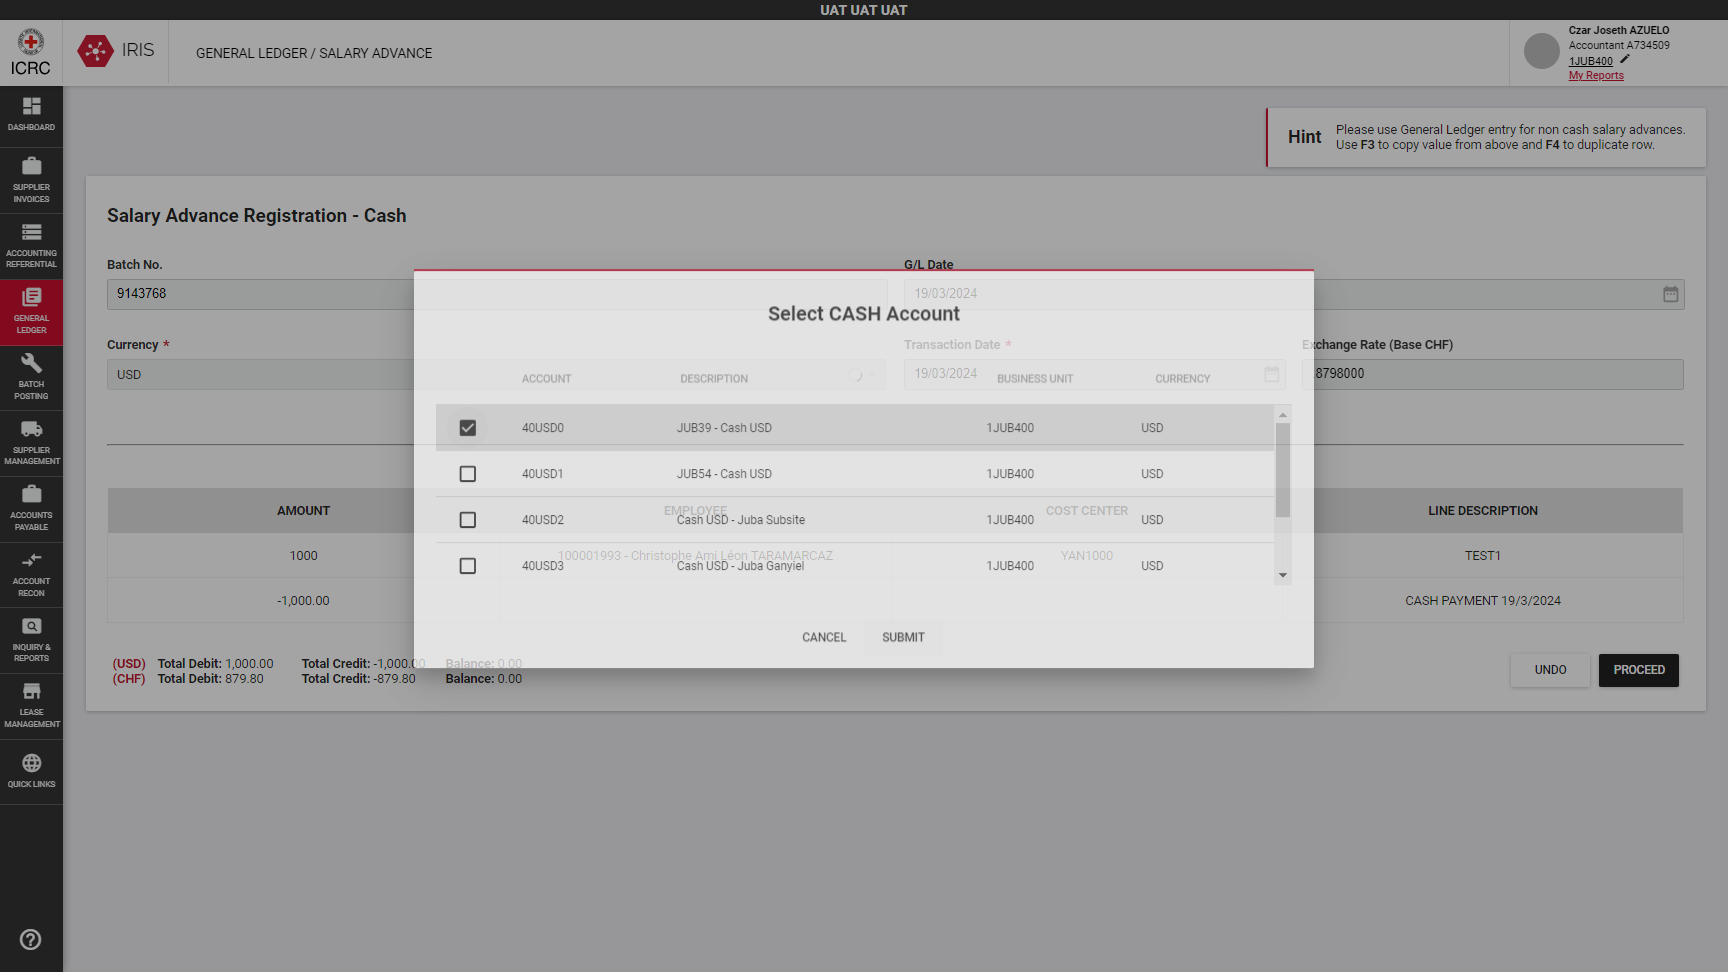 UAT UAT UAT
ICRC
IRIS
GENERAL LEDGER / SALARY ADVANCE
Czar Joseth AZUELO
Accountant A734509
1JUB400
My Reports
DASHBOARD
SUPPLIER
INVOICES
ACCOUNTING
REFERENTIAL
GENERAL
LEDGER
BATCH
POSTING
SUPPLIER
MANAGEMENT
ACCOUNTS
PAYABLE
ACCOUNT
RECON
INQUIRY &
REPORTS
LEASE
MANAGEMENT
QUICK LINKS
Hint
Please use General Ledger entry for non cash salary advances.
Use F3 to copy value from above and F4 to duplicate row.
Salary Advance Registration - Cash
Batch No.
G/L Date
9143768
19/03/2024
Currency *
Transaction Date *
Exchange Rate (Base CHF)
USD
19/03/2024
.8798000
Select CASH Account
ACCOUNT DESCRIPTION BUSINESS UNIT CURRENCY
40USD0 JUB39 - Cash USD 1JUB400 USD
40USD1 JUB54 - Cash USD 1JUB400 USD
40USD2 Cash USD - Juba Subsite 1JUB400 USD
40USD3 Cash USD - Juba Ganyiel 1JUB400 USD
CANCEL SUBMIT
AMOUNT EMPLOYEE COST CENTER LINE DESCRIPTION
1000 100001993 - Christophe Ami Léon TARAMARCAZ YAN1000 TEST1
-1,000.00 CASH PAYMENT 19/3/2024
(USD) Total Debit: 1,000.00 Total Credit: -1,000.00 Balance: 0.00
(CHF) Total Debit: 879.80 Total Credit: -879.80 Balance: 0.00
UNDO PROCEED